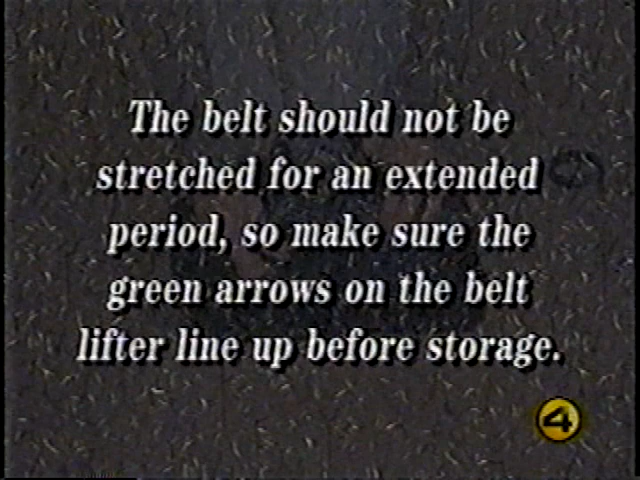 The belt should not be
stretched for an extended
period, so make sure the
green arrows on the belt
lifter line up before storage.
4